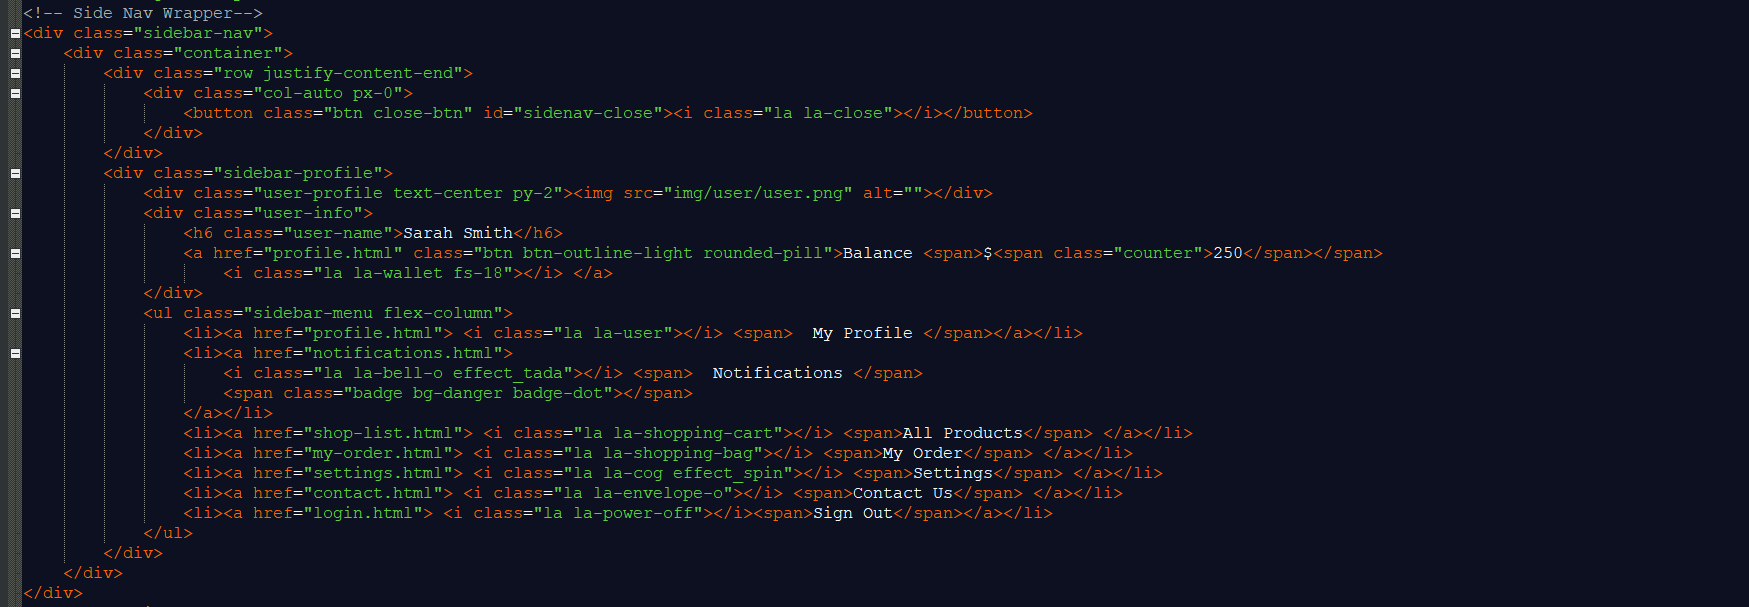 <!-- Side Nav Wrapper-->
<div class="sidebar-nav">
    <div class="container">
        <div class="row justify-content-end">
            <div class="col-auto px-0">
                <button class="btn close-btn" id="sidenav-close"><i class="la la-close"></i></button>
            </div>
        </div>
        <div class="sidebar-profile">
            <div class="user-profile text-center py-2"><img src="img/user/user.png" alt=""></div>
            <div class="user-info">
                <h6 class="user-name">Sarah Smith</h6>
                <a href="profile.html" class="btn btn-outline-light rounded-pill">Balance <span>$<span class="counter">250</span></span>
                    <i class="la la-wallet fs-18"></i> </a>
            </div>
            <ul class="sidebar-menu flex-column">
                <li><a href="profile.html"> <i class="la la-user"></i> <span>  My Profile </span></a></li>
                <li><a href="notifications.html">
                    <i class="la la-bell-o effect_tada"></i> <span>  Notifications </span>
                    <span class="badge bg-danger badge-dot"></span>
                </a></li>
                <li><a href="shop-list.html"> <i class="la la-shopping-cart"></i> <span>All Products</span> </a></li>
                <li><a href="my-order.html"> <i class="la la-shopping-bag"></i> <span>My Order</span> </a></li>
                <li><a href="settings.html"> <i class="la la-cog effect_spin"></i> <span>Settings</span> </a></li>
                <li><a href="contact.html"> <i class="la la-envelope-o"></i> <span>Contact Us</span> </a></li>
                <li><a href="login.html"> <i class="la la-power-off"></i><span>Sign Out</span></a></li>
            </ul>
        </div>
    </div>
</div>